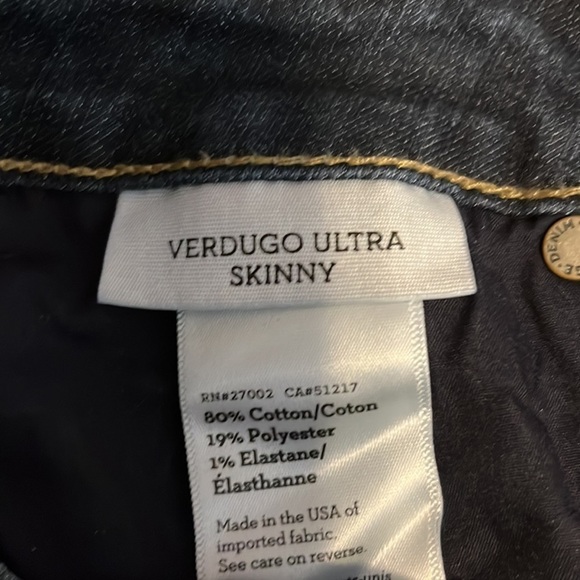 VERDUGO ULTRA
SKINNY
DENIM
RN#27002 CA#51217
80% Cotton/Coton
19% Polyester
1% Elastane/
Élasthanne
Made in the USA of
imported fabric.
See care on reverse.